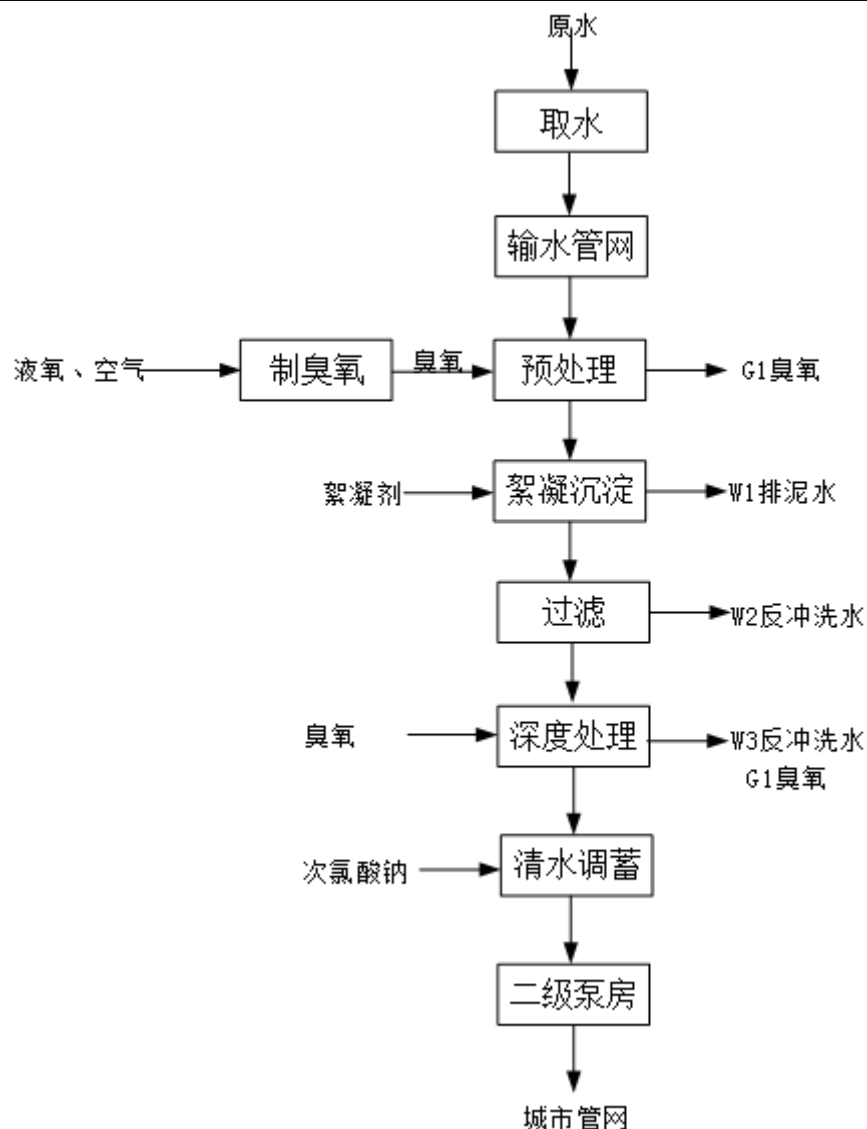 原水
取水
输水管网
液氧、空气
制臭氧
臭氧
预处理
G1臭氧
絮凝剂
絮凝沉淀
W1排泥水
过滤
W2反冲洗水
臭氧
深度处理
W3反冲洗水
G1臭氧
次氯酸钠
清水调蓄
二级泵房
城市管网